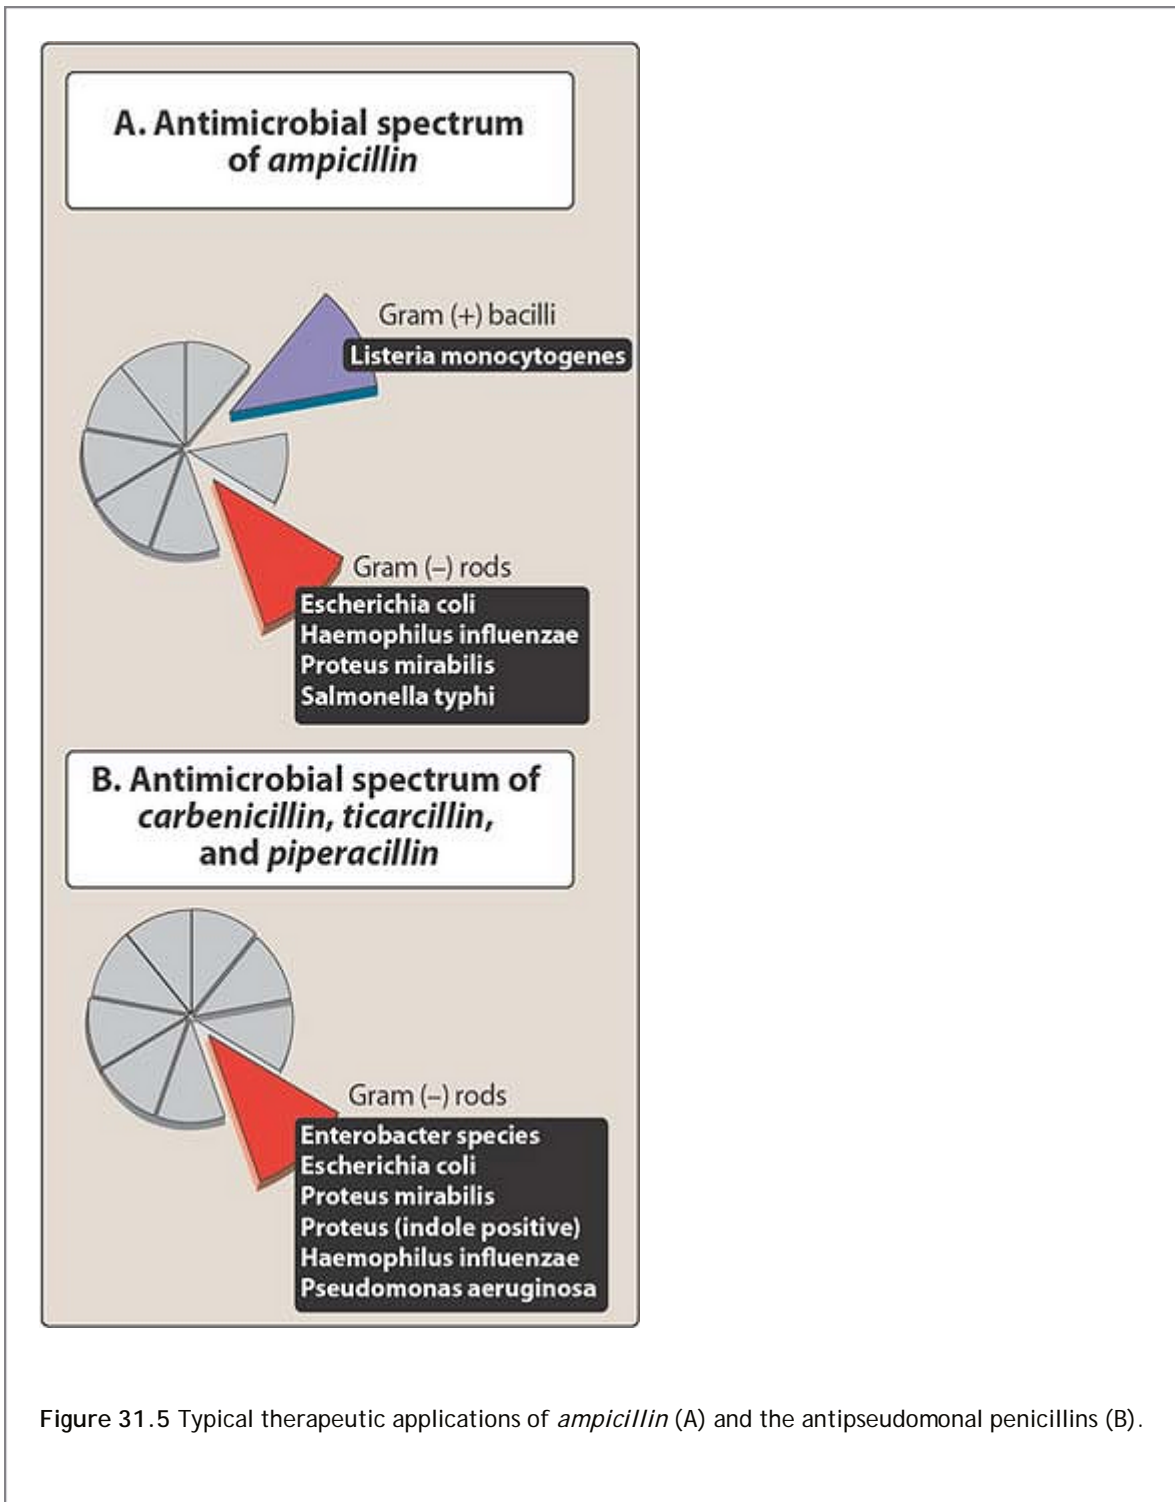 A. Antimicrobial spectrum
of ampicillin
Gram (+) bacilli
Listeria monocytogenes
Gram (–) rods
Escherichia coli
Haemophilus influenzae
Proteus mirabilis
Salmonella typhi
B. Antimicrobial spectrum of
carbenicillin, ticarcillin,
and piperacillin
Gram (–) rods
Enterobacter species
Escherichia coli
Proteus mirabilis
Proteus (indole positive)
Haemophilus influenzae
Pseudomonas aeruginosa
Figure 31.5 Typical therapeutic applications of ampicillin (A) and the antipseudomonal penicillins (B).